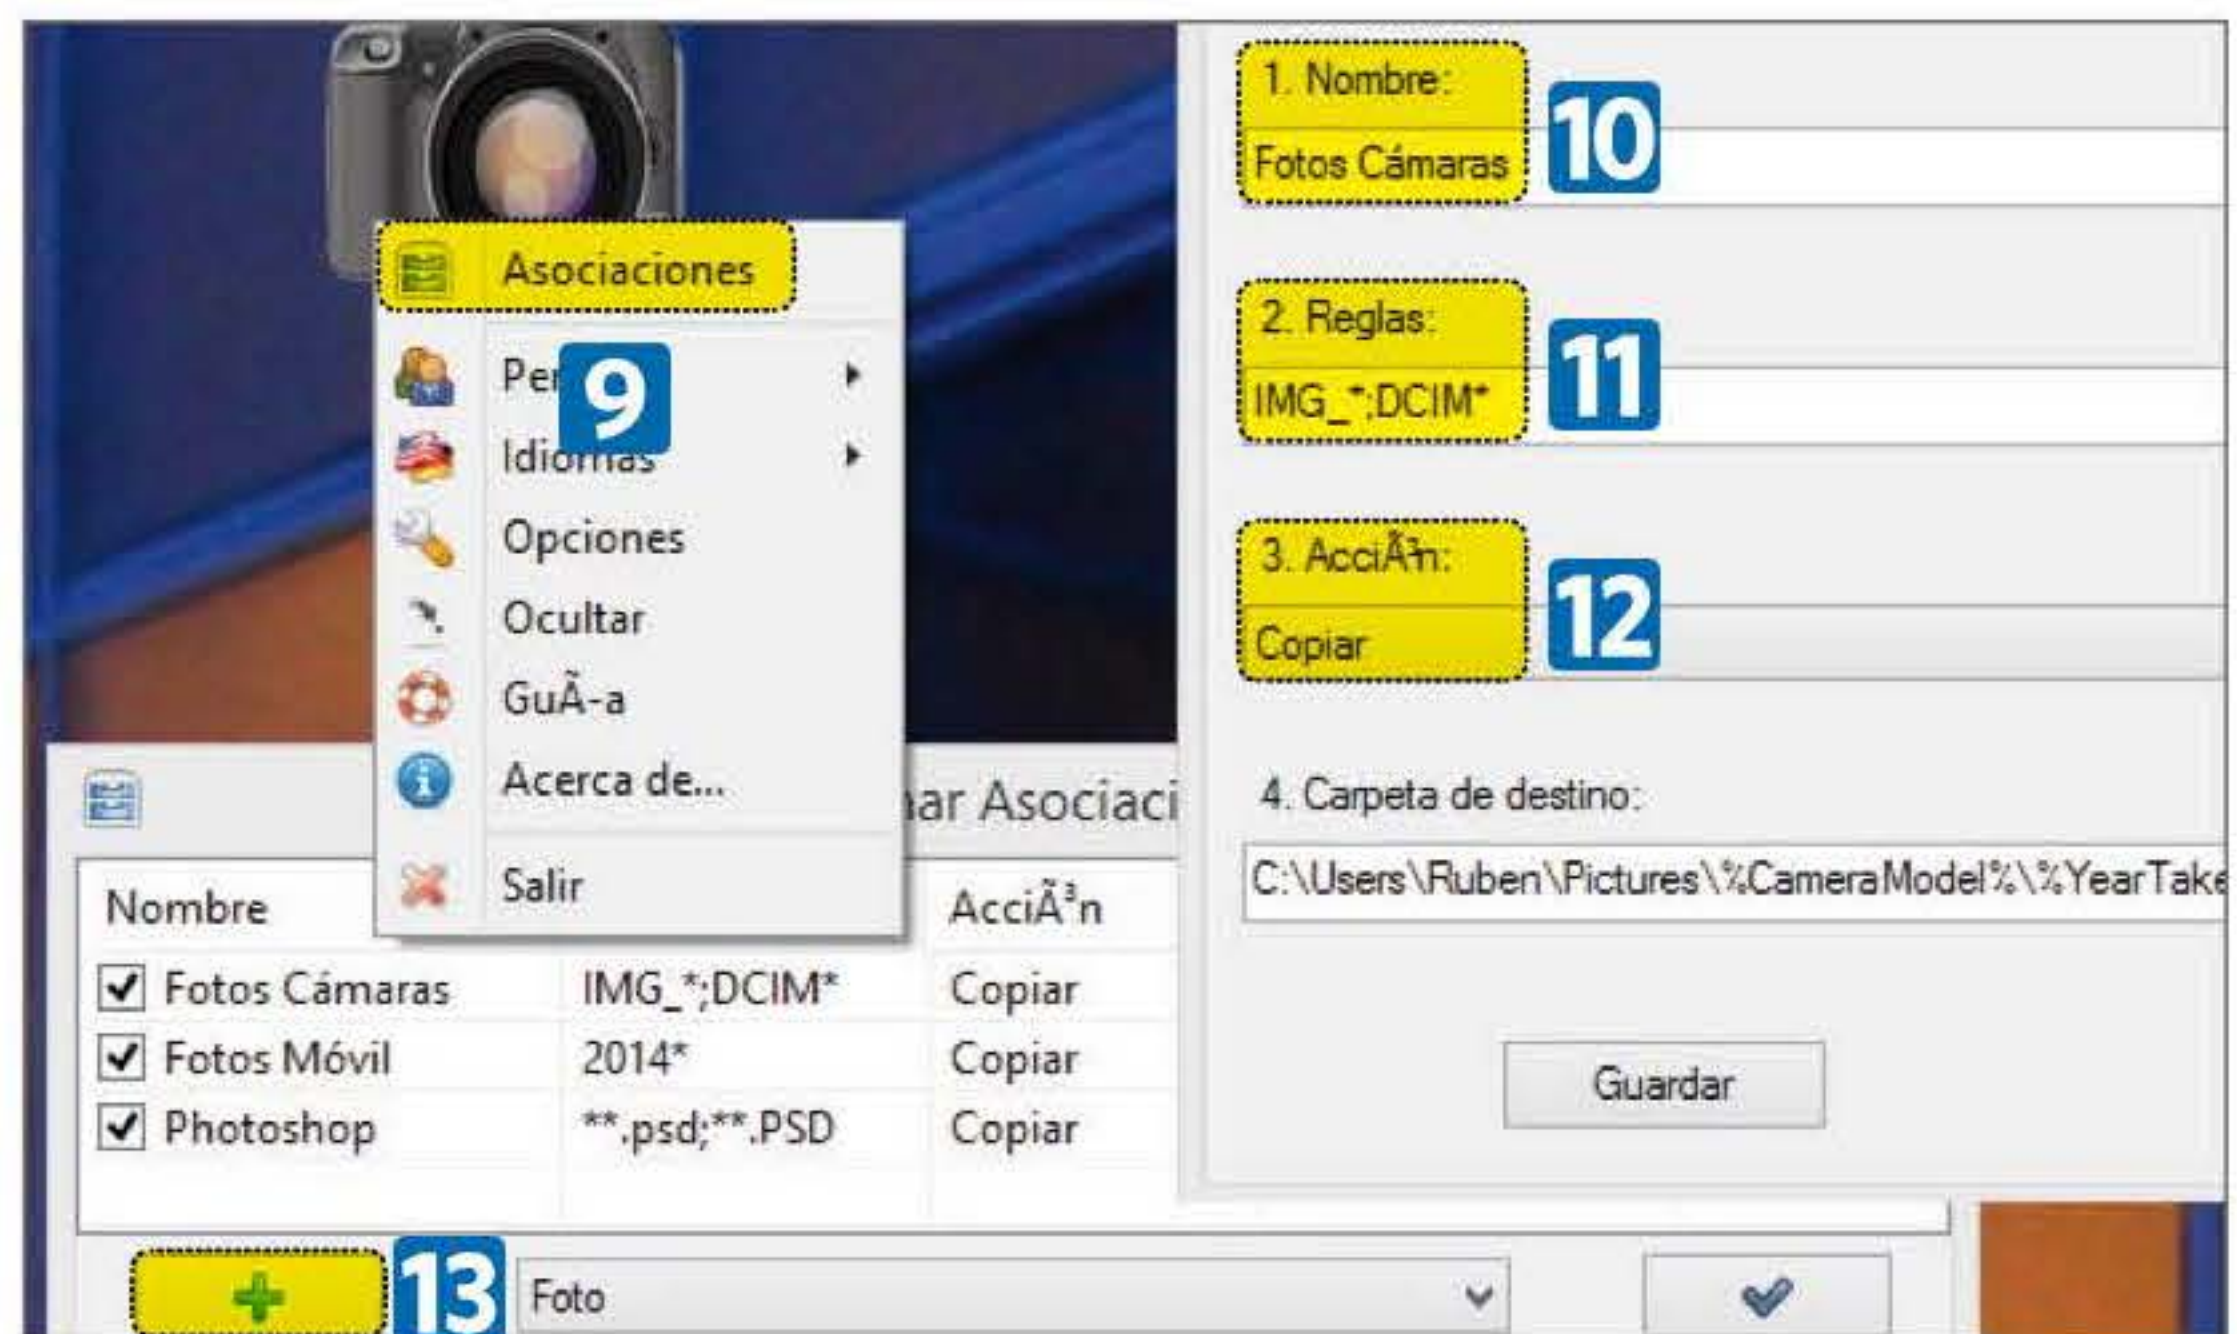 Asociaciones
9
Idiomas
Opciones
Ocultar
GuÃ-a
Acerca de...
Salir
1. Nombre:
Fotos Cámaras
10
2. Reglas:
IMG_*;DCIM*
11
3. AcciÃ³n:
Copiar
12
4. Carpeta de destino:
C:\Users\Ruben\Pictures\%CameraModel%\%YearTake
Guardar
Asociaci
Nombre AcciÃ³n
Fotos Cámaras IMG_*;DCIM* Copiar
Fotos Móvil 2014* Copiar
Photoshop **.psd;**.PSD Copiar
13
Foto